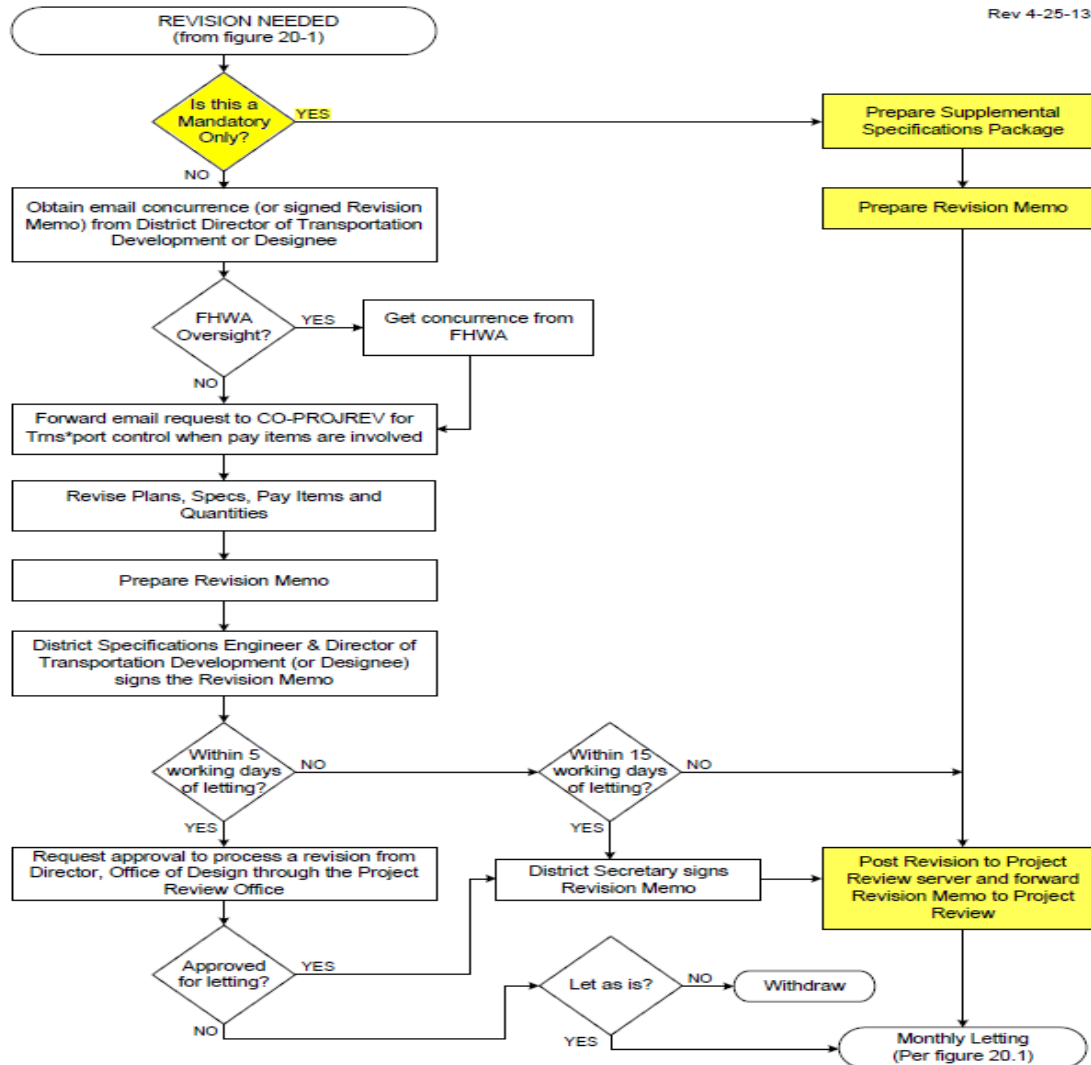 Rev 4-25-13
REVISION NEEDED
(from figure 20-1)
Is this a
Mandatory
Only?
YES
Prepare Supplemental
Specifications Package
NO
Obtain email concurrence (or signed Revision
Memo) from District Director of Transportation
Development or Designee
Prepare Revision Memo
FHWA
Oversight?
YES
Get concurrence from
FHWA
NO
Forward email request to CO-PROJREV for
Trns*port control when pay items are involved
Revise Plans, Specs, Pay Items and
Quantities
Prepare Revision Memo
District Specifications Engineer & Director of
Transportation Development (or Designee)
signs the Revision Memo
Within 5
working days
of letting?
NO
Within 15
working days
of letting?
NO
YES
YES
Request approval to process a revision from
Director, Office of Design through the Project
Review Office
District Secretary signs
Revision Memo
Post Revision to Project
Review server and forward
Revision Memo to Project
Review
Approved
for letting?
YES
Let as is?
NO
Withdraw
NO
YES
Monthly Letting
(Per figure 20.1)